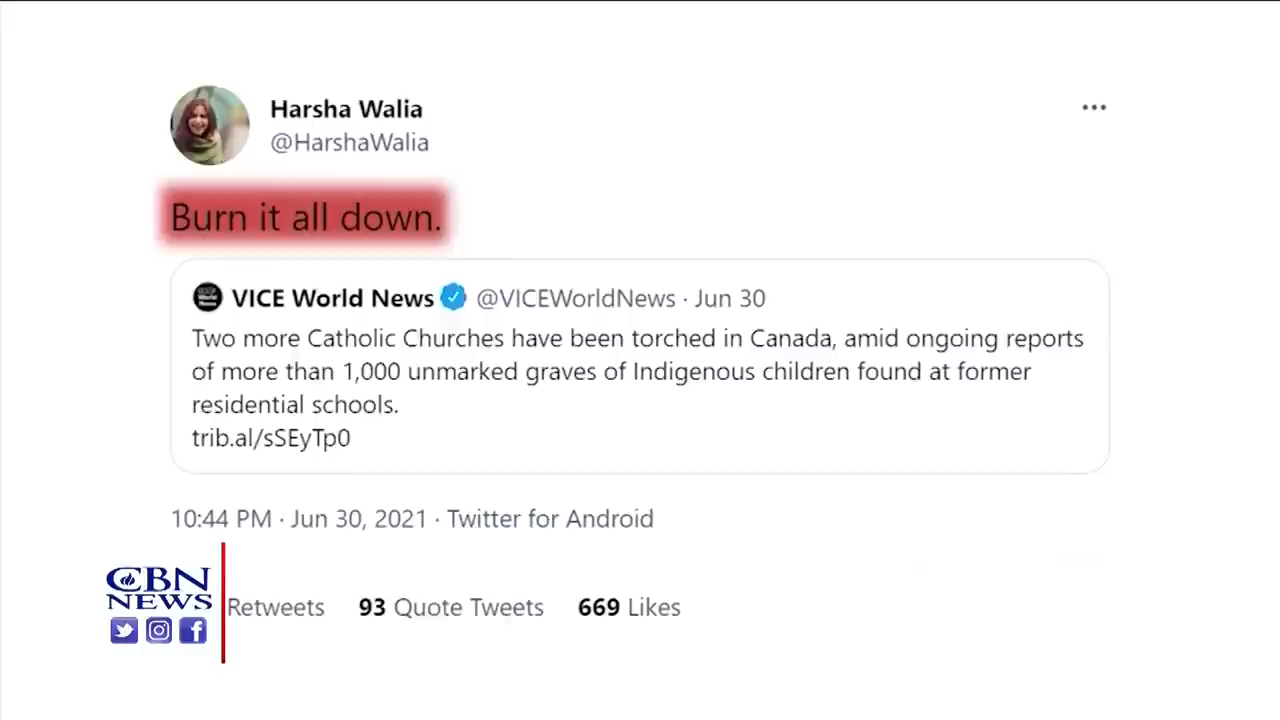 Harsha Walia
@HarshaWalia
Burn it all down.
VICE World News @VICEWorldNews · Jun 30
Two more Catholic Churches have been torched in Canada, amid ongoing reports
of more than 1,000 unmarked graves of Indigenous children found at former
residential schools.
trib.al/sSEyTp0
10:44 PM · Jun 30, 2021 · Twitter for Android
Retweets 93 Quote Tweets 669 Likes
CBN
NEWS